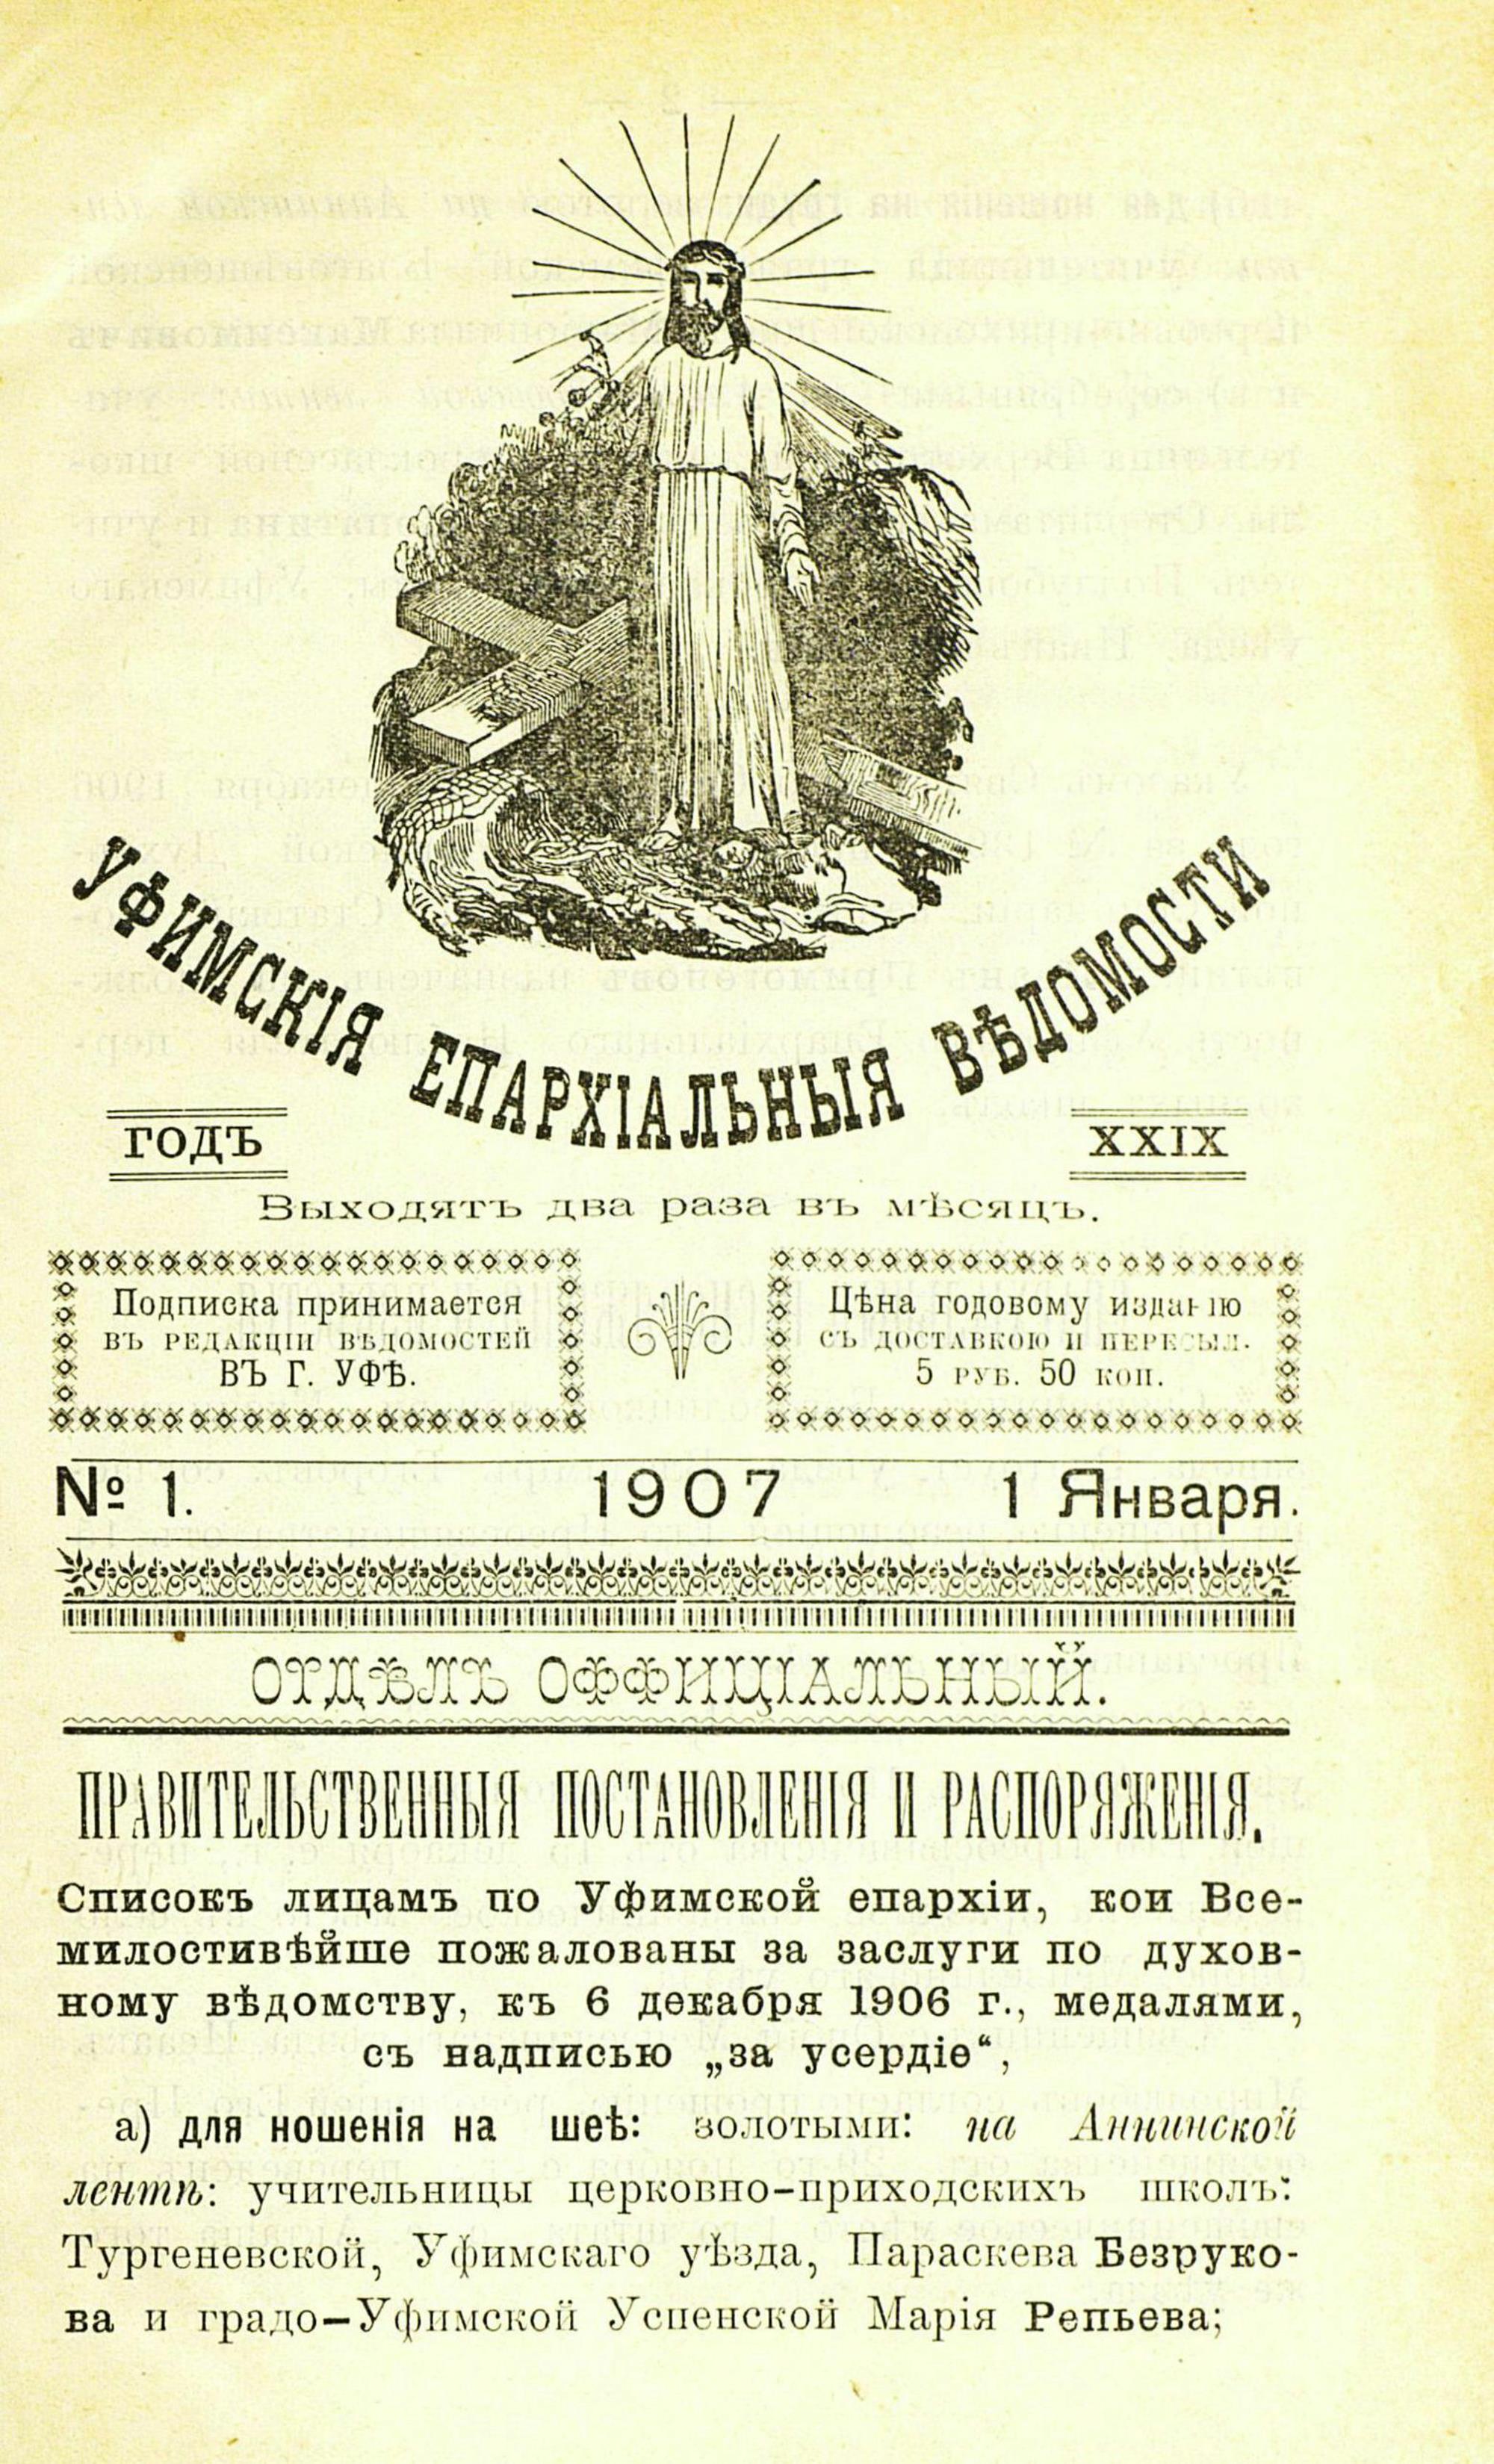 УФИМСКІЯ ЕПАРХІАЛЬНЫЯ ВѢДОМОСТИ
ГОДЪ XXIX
Выходятъ два раза въ мѣсяцъ.
Подписка принимается
въ редакціи вѣдомостей
въ г. Уфѣ.
Цѣна годовому изданію
съ доставкою и пересыл.
5 руб. 50 коп.
№ 1. 1907 1 Января.
ОТДѢЛЪ ОФФИЦІАЛЬНЫЙ.
ПРАВИТЕЛЬСТВЕННЫЯ ПОСТАНОВЛЕНІЯ И РАСПОРЯЖЕНІЯ.
Списокъ лицамъ по Уфимской епархіи, кои Все-
милостивѣйше пожалованы за заслуги по духов-
ному вѣдомству, къ 6 декабря 1906 г., медалями,
съ надписью „за усердіе“,
а) для ношенія на шеѣ: золотыми: на Аннинской
лентѣ: учительницы церковно-приходскихъ школъ:
Тургеневской, Уфимскаго уѣзда, Параскева Безруко-
ва и градо-Уфимской Успенской Марія Репьева;